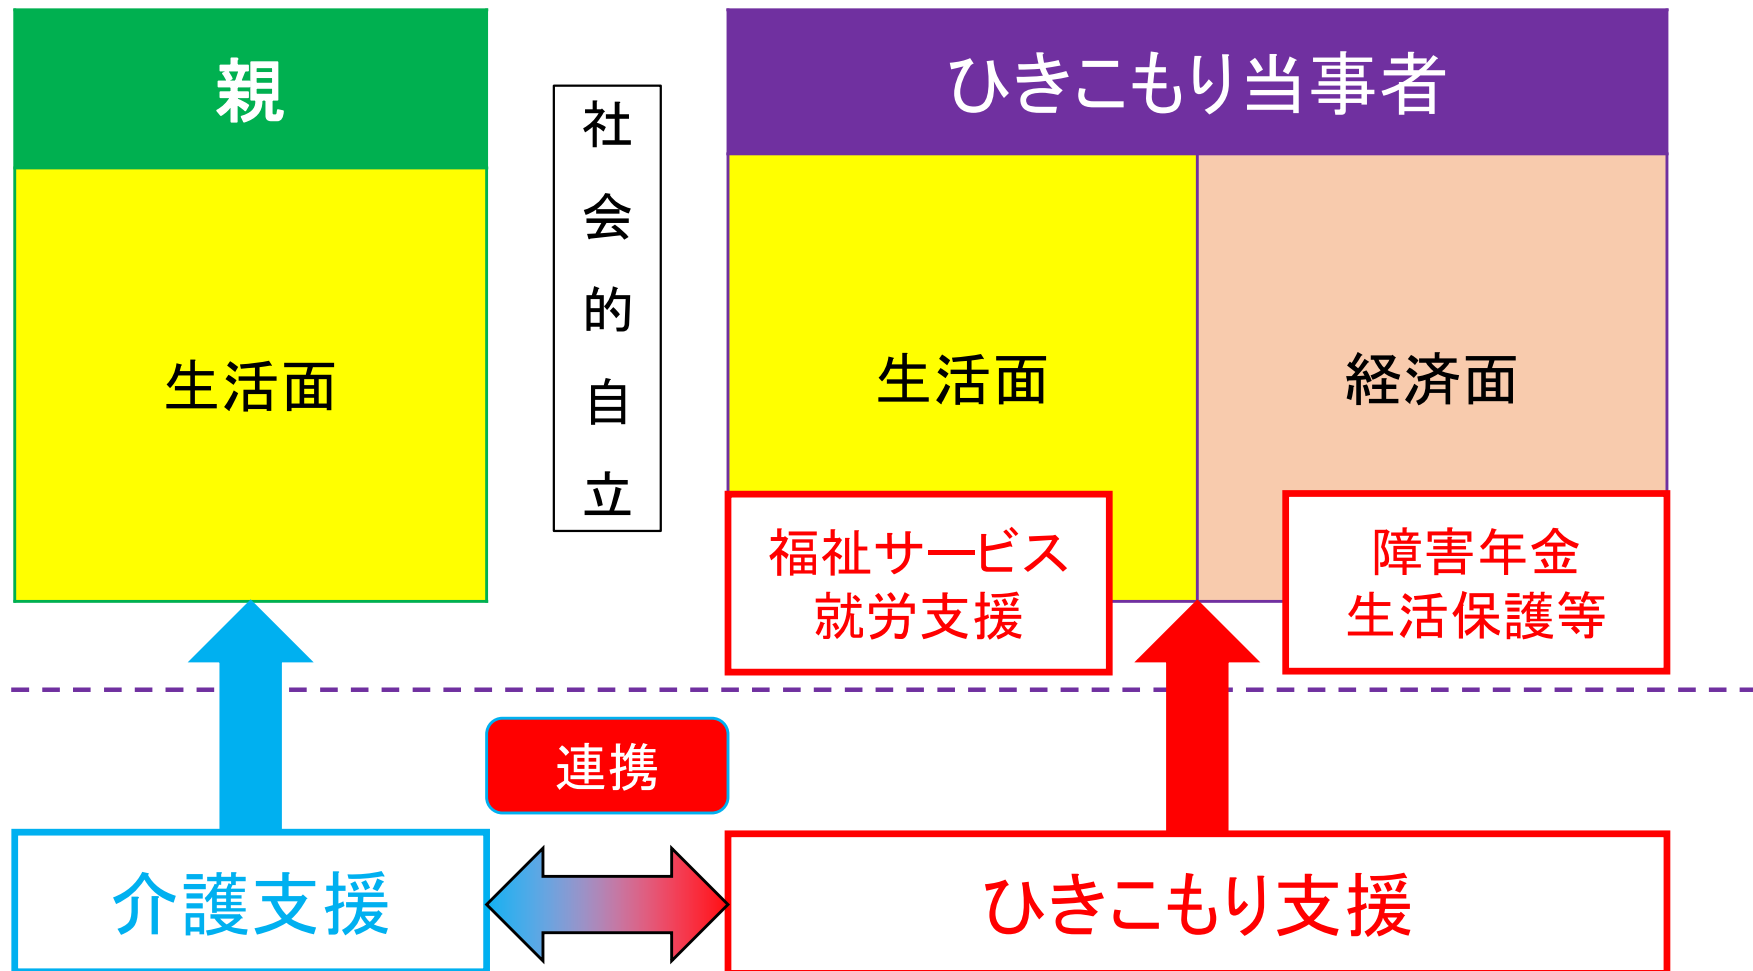 親
社会的自立
ひきこもり当事者
生活面
生活面
経済面
福祉サービス
就労支援
障害年金
生活保護等
連携
介護支援
ひきこもり支援